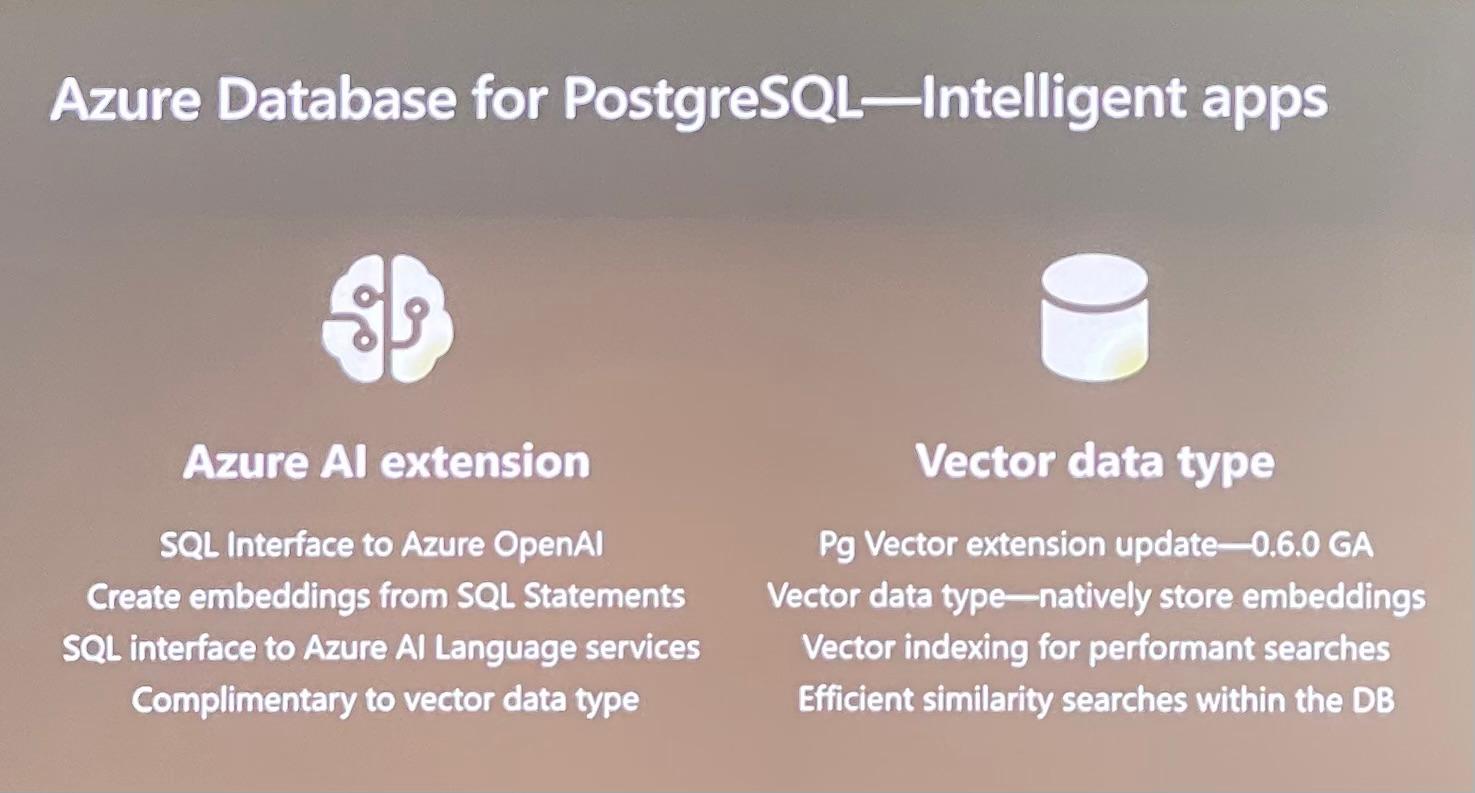 Azure Database for PostgreSQL—Intelligent apps
Azure AI extension
SQL Interface to Azure OpenAI
Create embeddings from SQL Statements
SQL interface to Azure AI Language services
Complimentary to vector data type
Vector data type
Pg Vector extension update—0.6.0 GA
Vector data type—natively store embeddings
Vector indexing for performant searches
Efficient similarity searches within the DB